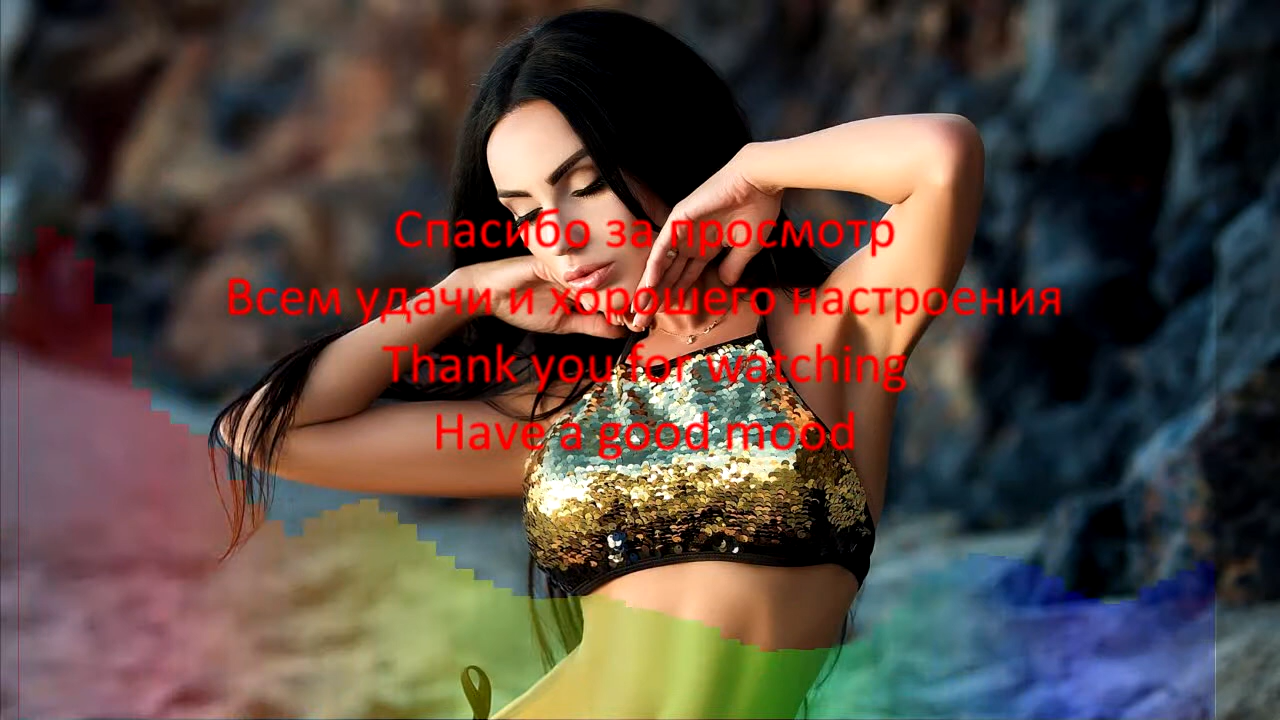 Спасибо за просмотр
Всем удачи и хорошего настроения
Thank you for watching
Have a good mood